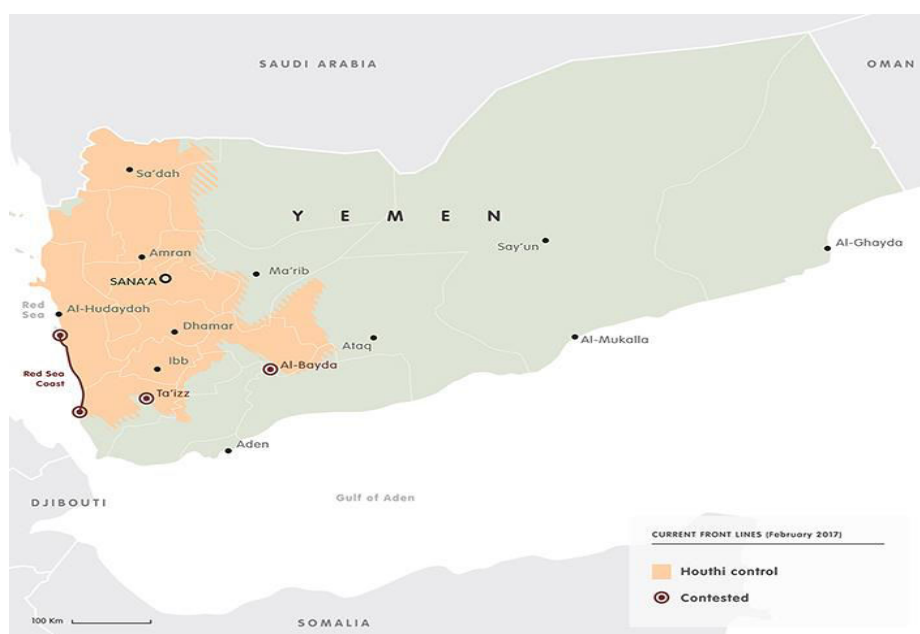 SAUDI ARABIA
OMAN
Sa'dah
YEMEN
Say'un
Al-Ghayda
Amran
SANA'A
Ma'rib
Red
Sea
Al-Hudaydah
Dhamar
Ataq
Al-Mukalla
Red Sea
Coast
Ibb
Al-Bayda
Ta'izz
Aden
DJIBOUTI
Gulf of Aden
CURRENT FRONT LINES (February 2017)
Houthi control
Contested
100 Km
SOMALIA